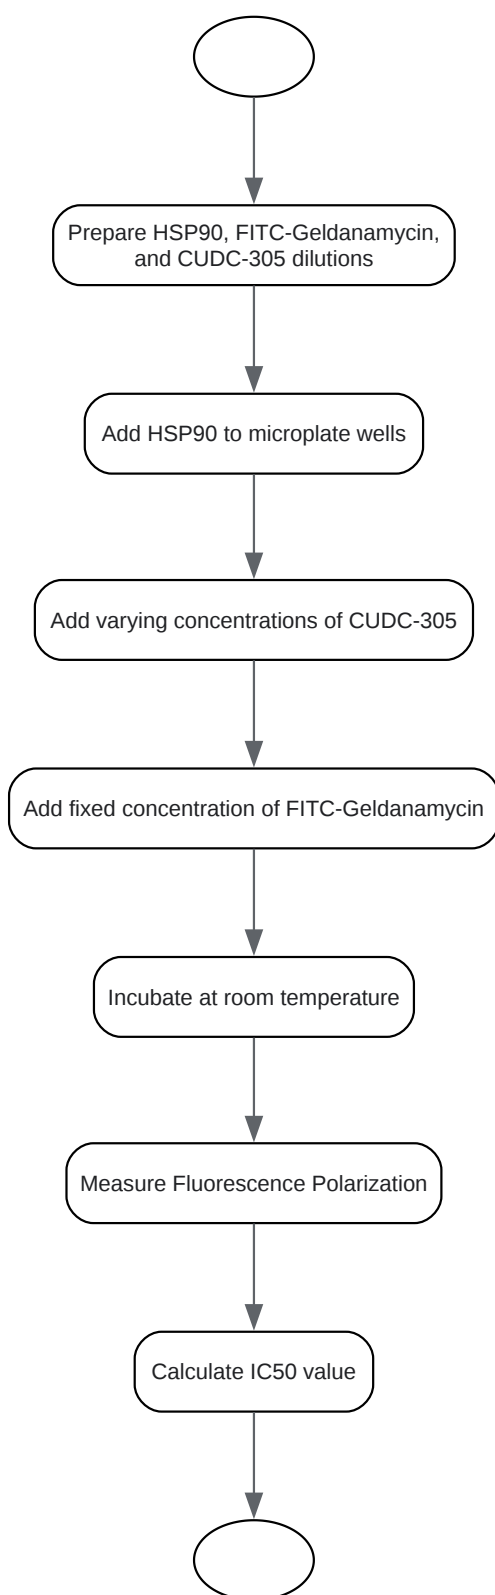 Prepare HSP90, FITC-Geldanamycin,
and CUDC-305 dilutions
Add HSP90 to microplate wells
Add varying concentrations of CUDC-305
Add fixed concentration of FITC-Geldanamycin
Incubate at room temperature
Measure Fluorescence Polarization
Calculate IC50 value